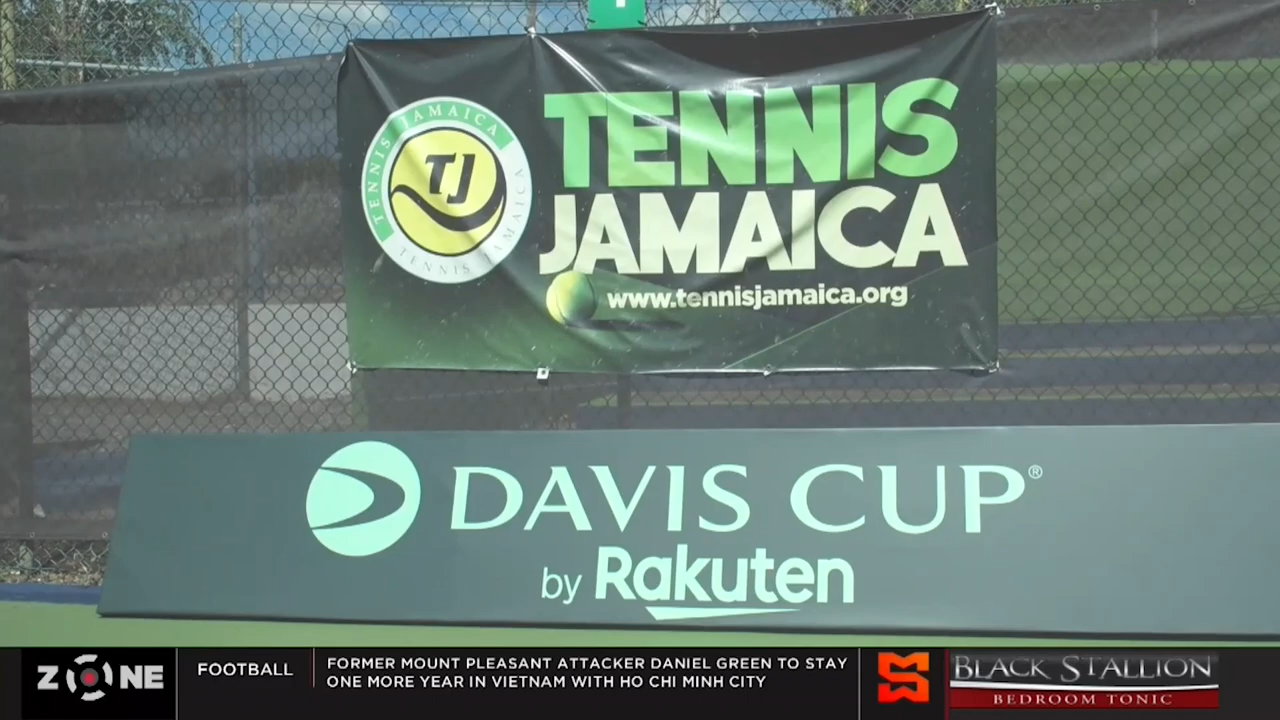 TENNIS JAMAICA
TJ
TENNIS JAMAICA
TENNIS
JAMAICA
www.tennisjamaica.org
DAVIS CUP®
by Rakuten
ZONE
FOOTBALL
FORMER MOUNT PLEASANT ATTACKER DANIEL GREEN TO STAY
ONE MORE YEAR IN VIETNAM WITH HO CHI MINH CITY
BLACK STALLION
BEDROOM TONIC